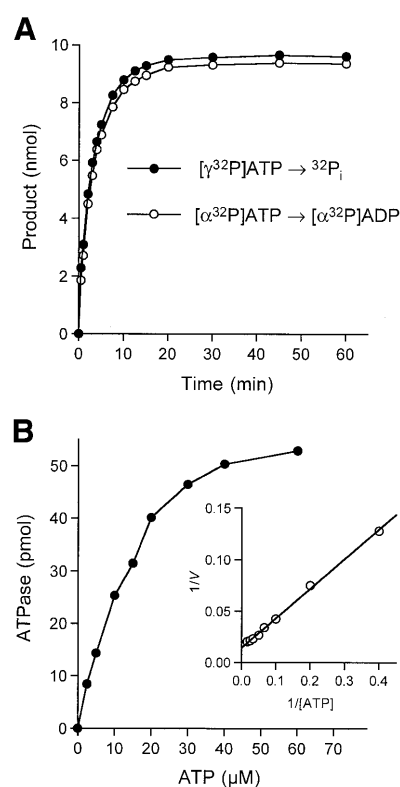 A
10
8
6
4
2
0
Product (nmol)
[γ³²P]ATP → ³²Pᵢ
[α³²P]ATP → [α³²P]ADP
0 10 20 30 40 50 60
Time (min)
B
50
40
30
20
10
0
ATPase (pmol)
0.15
0.10
0.05
0.00
1/V
0.0 0.1 0.2 0.3 0.4
1/[ATP]
0 10 20 30 40 50 60 70
ATP (μM)